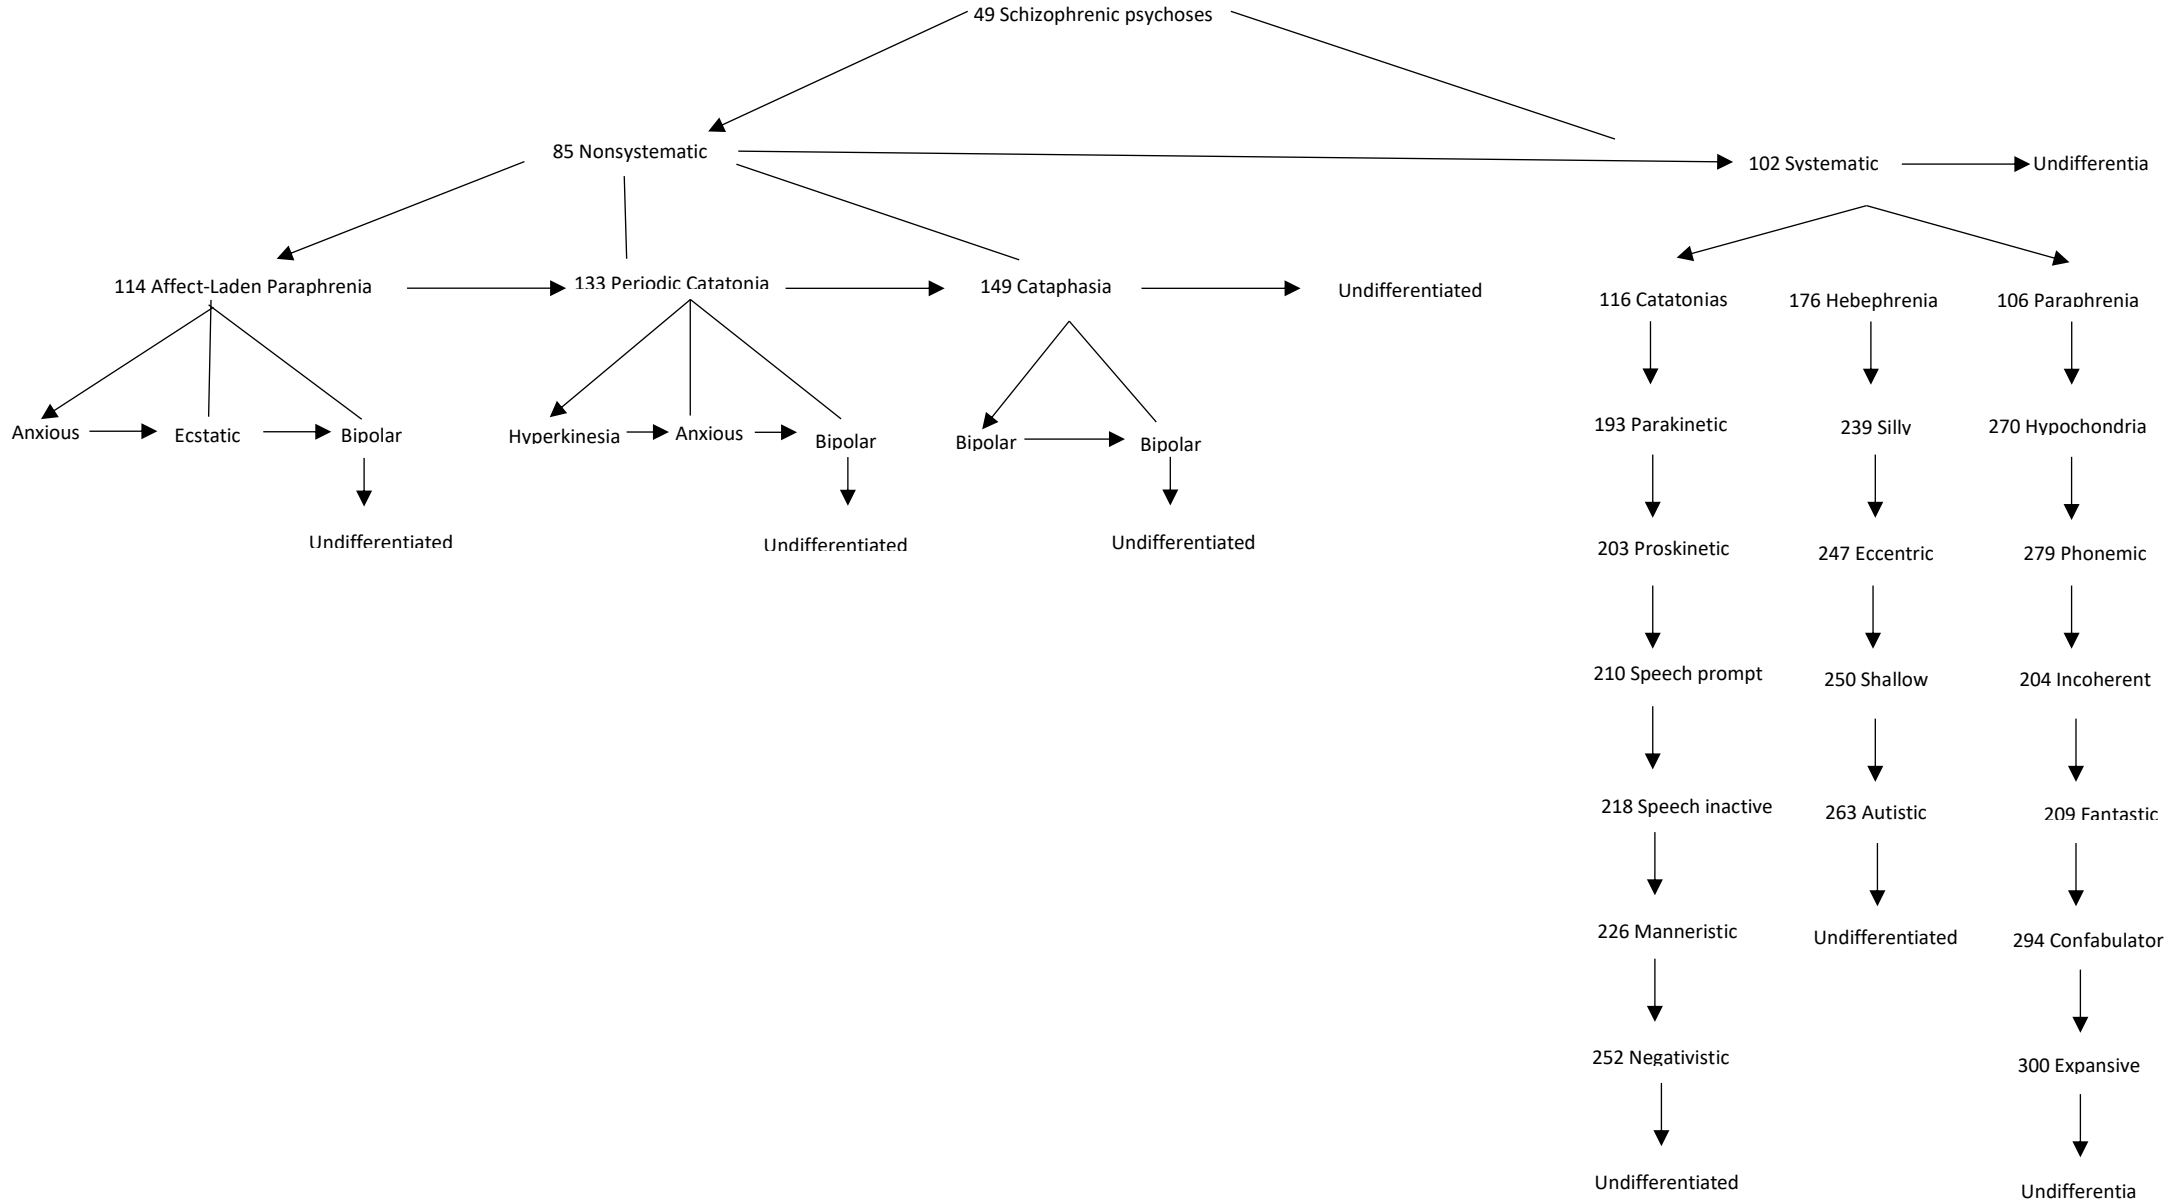 49 Schizophrenic psychoses
85 Nonsystematic
102 Systematic
Undifferentia
114 Affect-Laden Paraphrenia
133 Periodic Catatonia
149 Cataphasia
Undifferentiated
116 Catatonias
176 Hebephrenia
106 Paraphrenia
Anxious
Ecstatic
Bipolar
Hyperkinesia
Anxious
Bipolar
Bipolar
Bipolar
193 Parakinetic
239 Silly
270 Hypochondria
Undifferentiated
Undifferentiated
Undifferentiated
203 Proskinetic
247 Eccentric
279 Phonemic
210 Speech prompt
250 Shallow
204 Incoherent
218 Speech inactive
263 Autistic
209 Fantastic
226 Manneristic
Undifferentiated
294 Confabulator
252 Negativistic
300 Expansive
Undifferentiated
Undifferentia